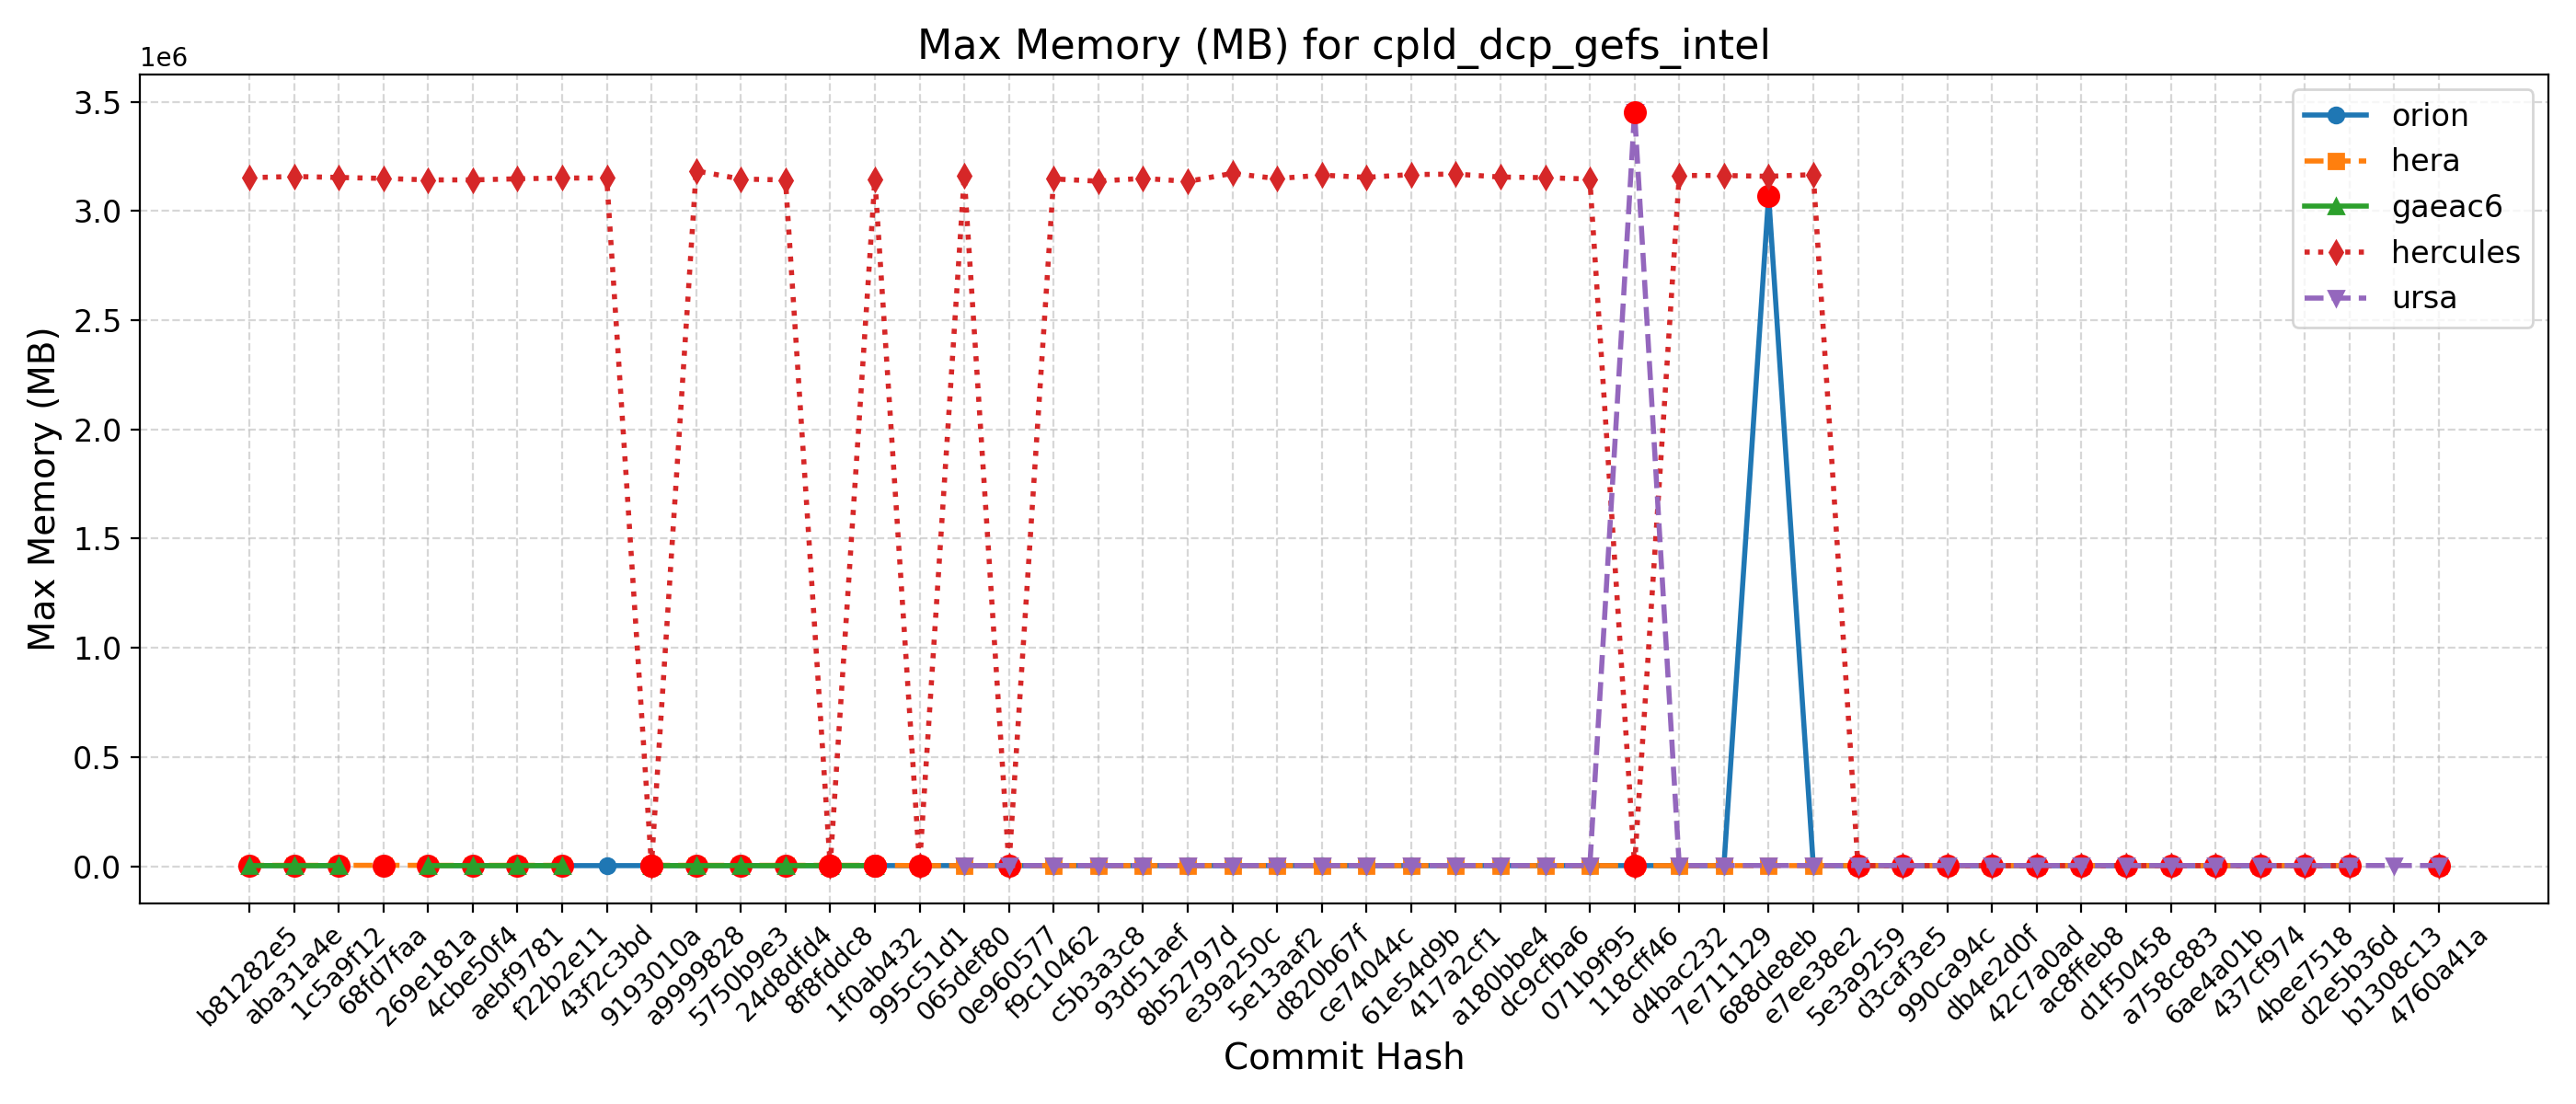 Max Memory (MB) for cpld_dcp_gefs_intel
1e6
3.5
3.0
2.5
2.0
1.5
1.0
0.5
0.0
Max Memory (MB)
orion
hera
gaeac6
hercules
ursa
b81282e5
aba31a4e
1c5a9f12
68fd7faa
269e181a
4cbe50f4
aebf9781
f22b2e11
43f2c3bd
9193010a
a9999828
5750b9e3
24d8dfd4
8f8fddc8
1f0ab432
995c51d1
065def80
0e960577
f9c10462
c5b3a3c8
93d51aef
8b52797d
e39a250c
5e13aaf2
d820b67f
ce74044c
61e54d9b
417a2cf1
a180bbe4
dc9cfba6
071b9f95
118cff46
d4bac232
7e711129
688de8eb
e7ee38e2
5e3a9259
d3caf3e5
990ca94c
db4e2d0f
42c7a0ad
ac8ffeb8
d1f50458
a758c883
6ae4a01b
437cf974
4bee7518
d2e5b36d
b1308c13
4760a41a
Commit Hash